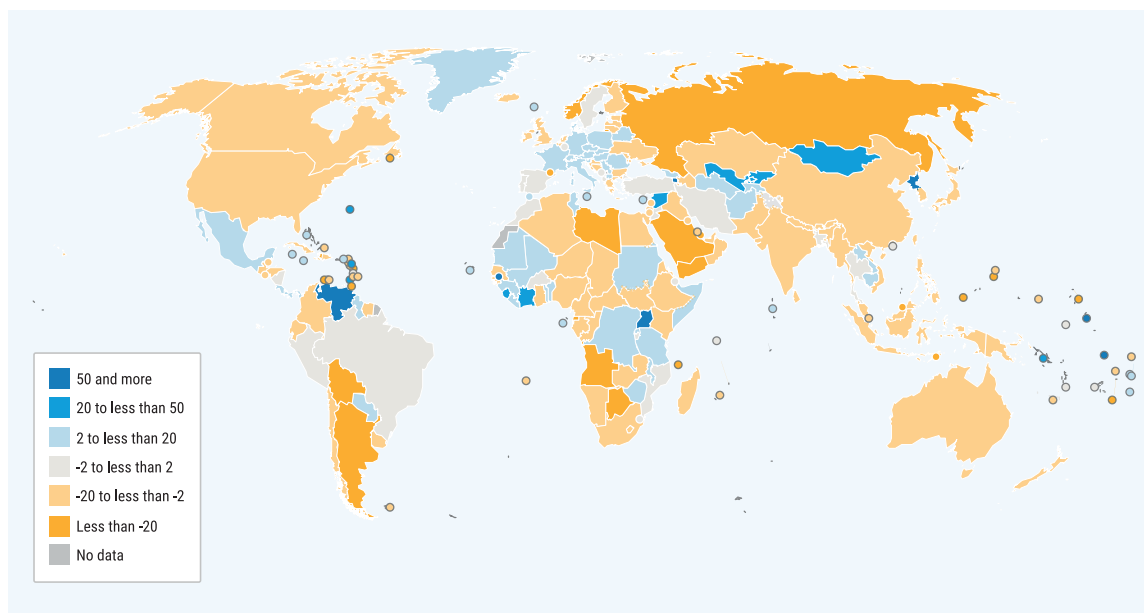 50 and more
20 to less than 50
2 to less than 20
-2 to less than 2
-20 to less than -2
Less than -20
No data